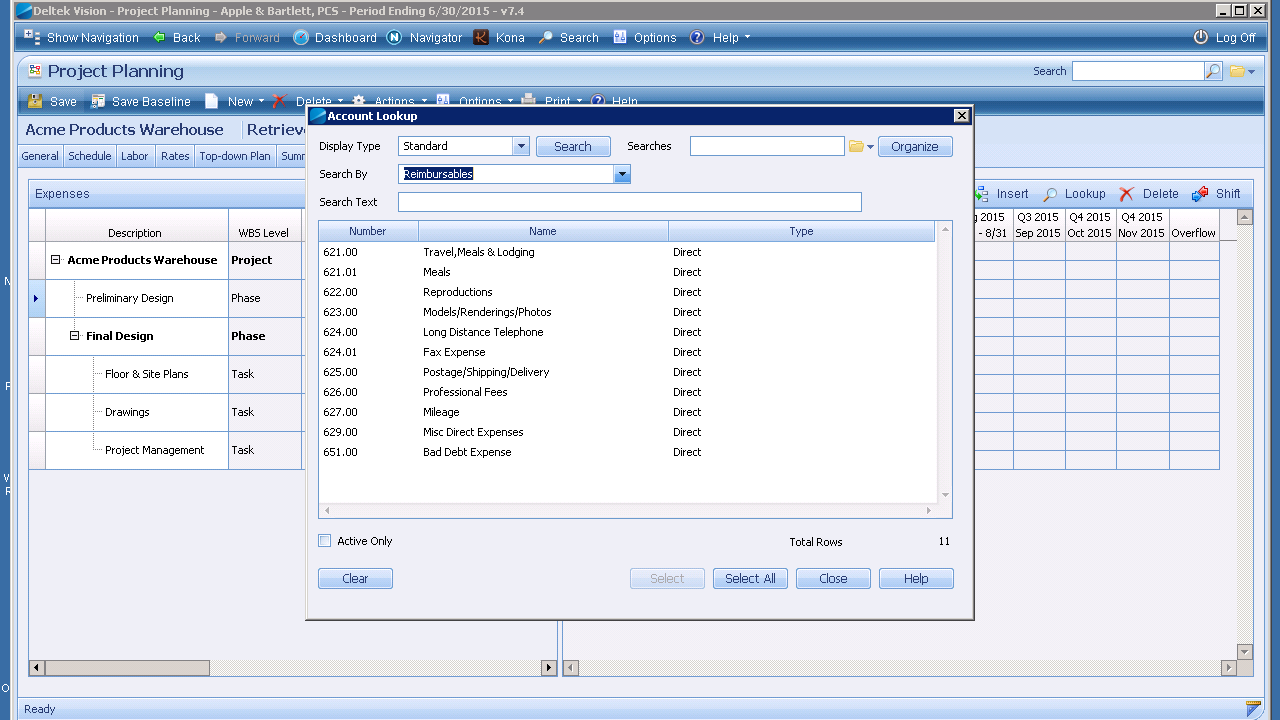 Deltek Vision - Project Planning - Apple & Bartlett, PCS - Period Ending 6/30/2015 - v7.4
Show Navigation Back Forward Dashboard Navigator Kona Search Options Help Log Off
Project Planning Search
Save Save Baseline New Delete Actions Options Print Help
Acme Products Warehouse Retrieve
General Schedule Labor Rates Top-down Plan Summ
Account Lookup
Display Type Standard Search Searches Organize
Search By Reimbursables
Search Text
Number Name Type
621.00 Travel,Meals & Lodging Direct
621.01 Meals Direct
622.00 Reproductions Direct
623.00 Models/Renderings/Photos Direct
624.00 Long Distance Telephone Direct
624.01 Fax Expense Direct
625.00 Postage/Shipping/Delivery Direct
626.00 Professional Fees Direct
627.00 Mileage Direct
629.00 Misc Direct Expenses Direct
651.00 Bad Debt Expense Direct
Active Only Total Rows 11
Clear Select Select All Close Help
Expenses Insert Lookup Delete Shift
2015 Q3 2015 Q4 2015 Q4 2015
Description WBS Level - 8/31 Sep 2015 Oct 2015 Nov 2015 Overflow
Acme Products Warehouse Project
Preliminary Design Phase
Final Design Phase
Floor & Site Plans Task
Drawings Task
Project Management Task
Ready